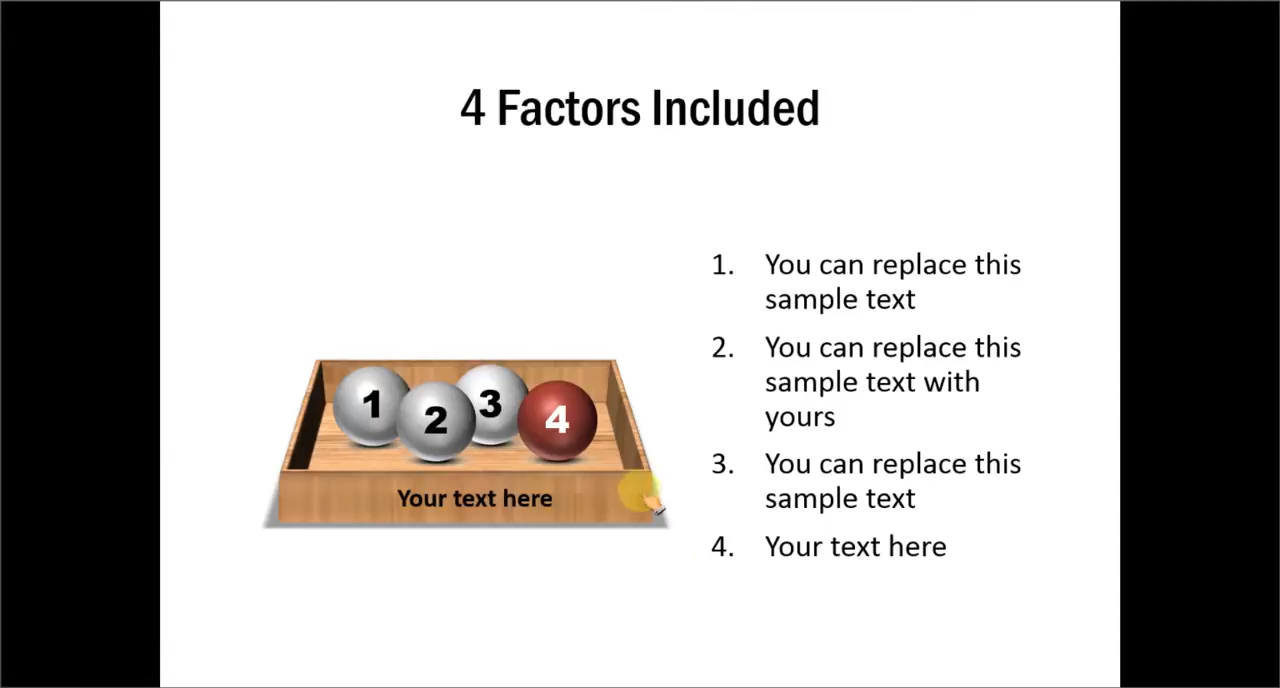 4 Factors Included
1
2
3
4
Your text here
1. You can replace this
sample text
2. You can replace this
sample text with
yours
3. You can replace this
sample text
4. Your text here